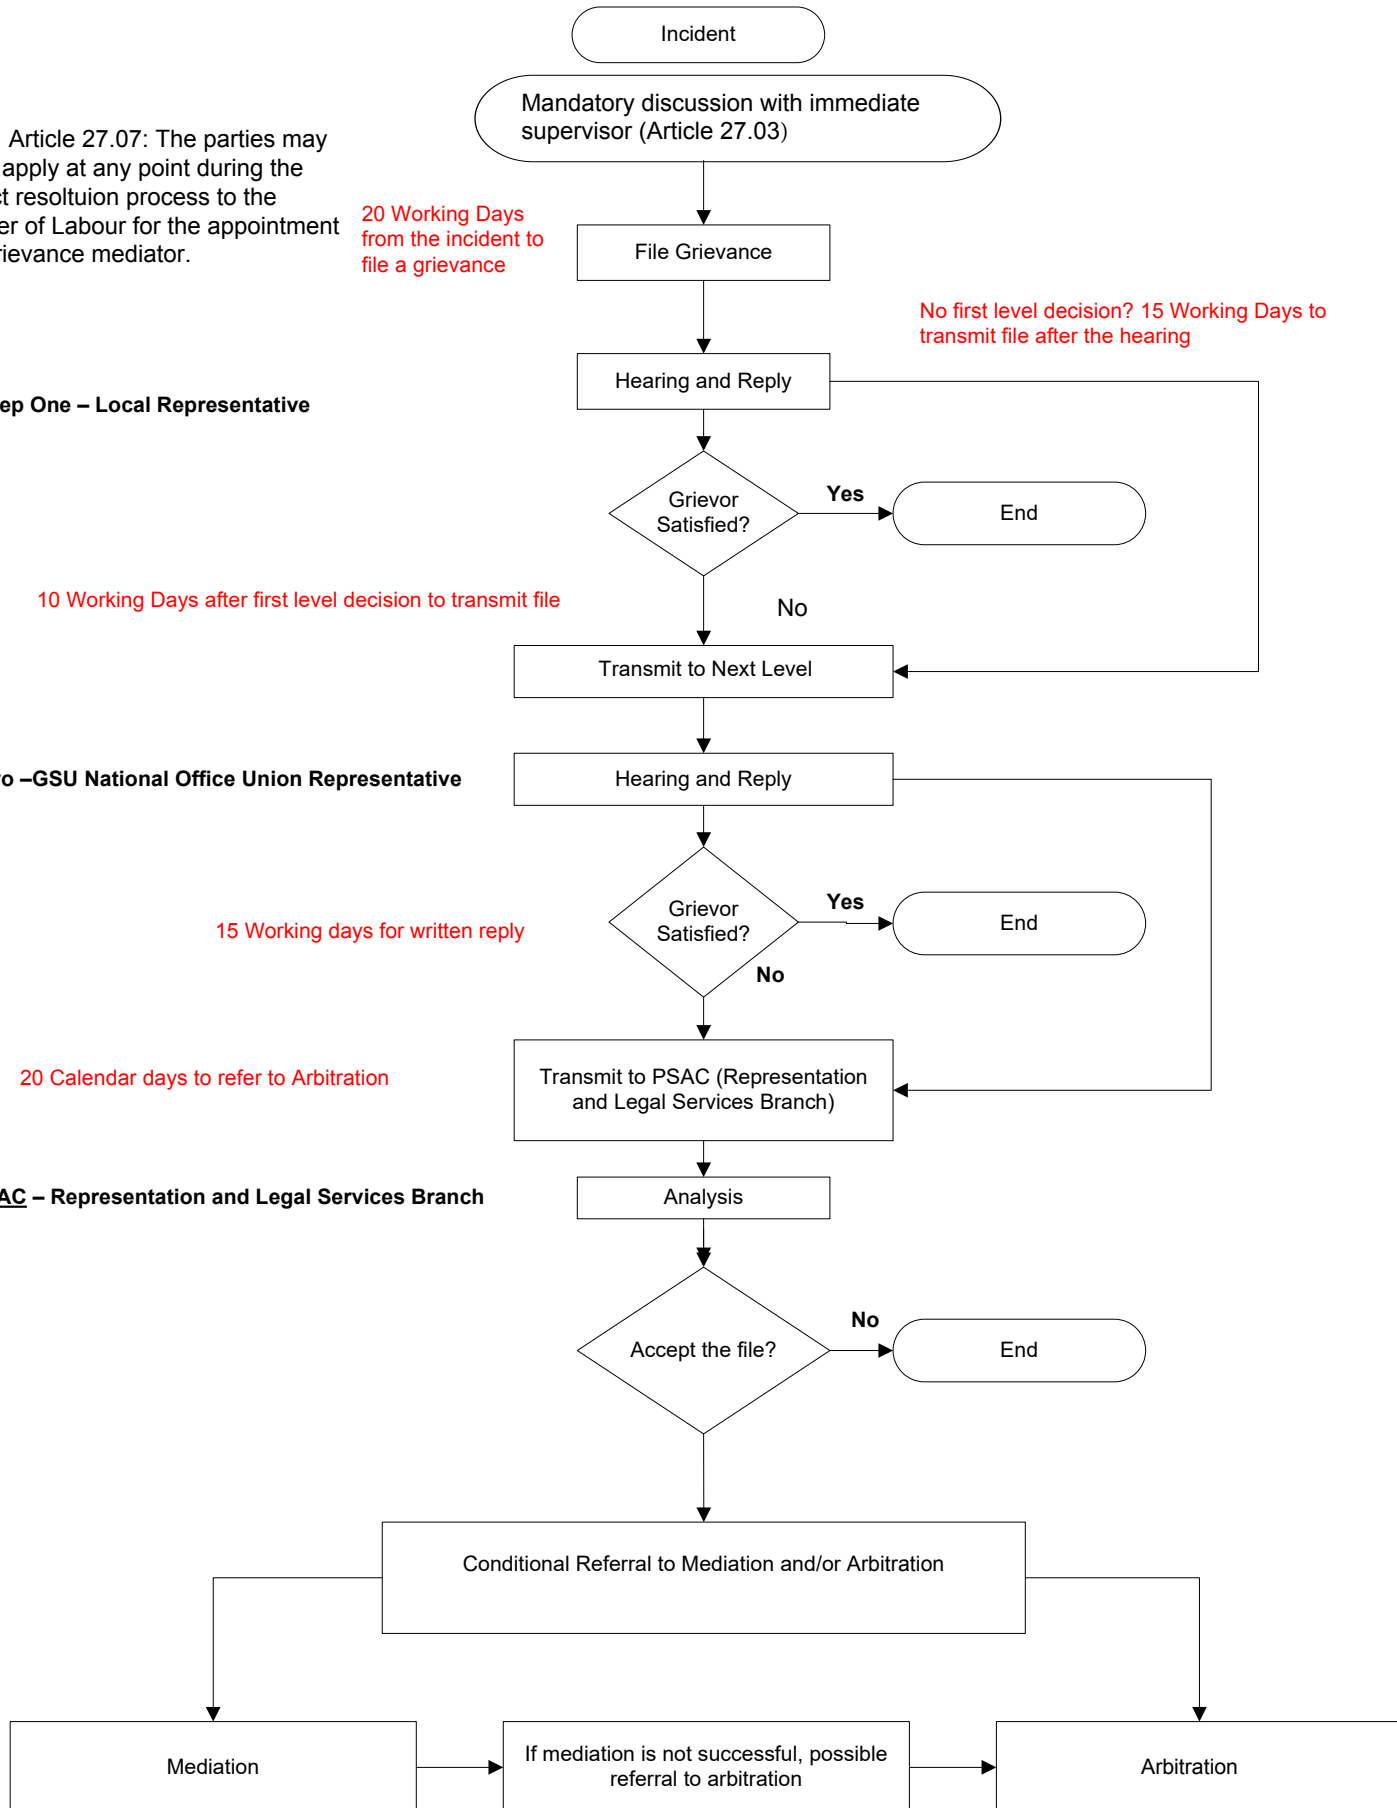 Incident
Mandatory discussion with immediate
supervisor (Article 27.03)
Article 27.07: The parties may
apply at any point during the
ct resoltuion process to the
er of Labour for the appointment
rievance mediator.
20 Working Days
from the incident to
file a grievance
File Grievance
No first level decision? 15 Working Days to
transmit file after the hearing
Hearing and Reply
ep One – Local Representative
Grievor
Satisfied?
Yes
End
10 Working Days after first level decision to transmit file
No
Transmit to Next Level
o –GSU National Office Union Representative
Hearing and Reply
Grievor
Satisfied?
Yes
End
15 Working days for written reply
No
20 Calendar days to refer to Arbitration
Transmit to PSAC (Representation
and Legal Services Branch)
AC – Representation and Legal Services Branch
Analysis
Accept the file?
No
End
Conditional Referral to Mediation and/or Arbitration
Mediation
If mediation is not successful, possible
referral to arbitration
Arbitration